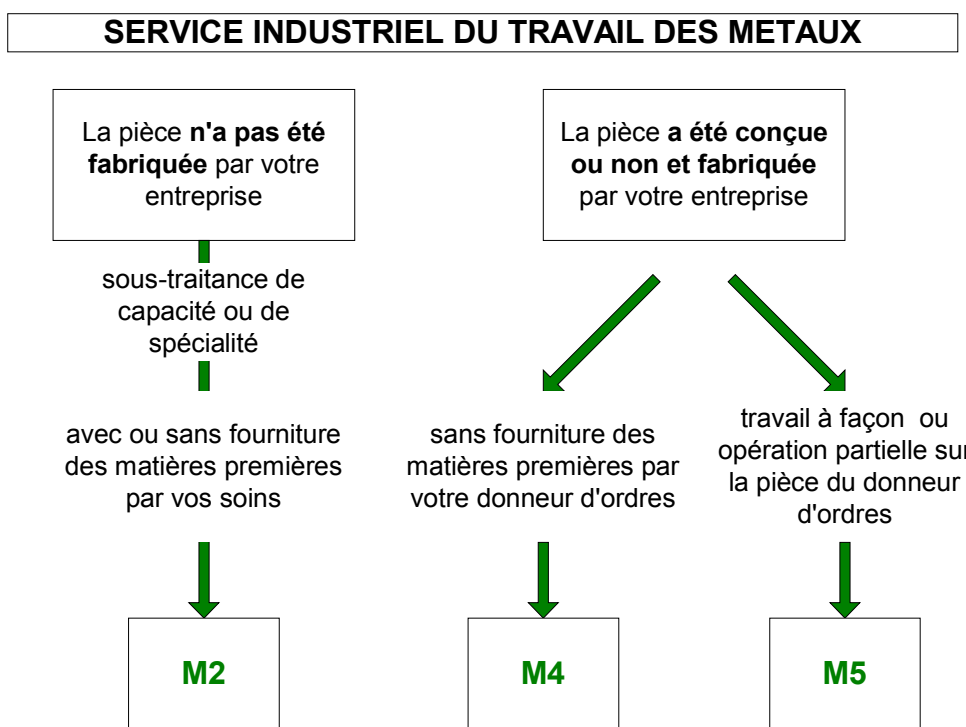 SERVICE INDUSTRIEL DU TRAVAIL DES METAUX
La pièce n'a pas été
fabriquée par votre
entreprise
La pièce a été conçue
ou non et fabriquée
par votre entreprise
sous-traitance de
capacité ou de
spécialité
avec ou sans fourniture
des matières premières
par vos soins
sans fourniture des
matières premières par
votre donneur d'ordres
travail à façon ou
opération partielle sur
la pièce du donneur
d'ordres
M2
M4
M5